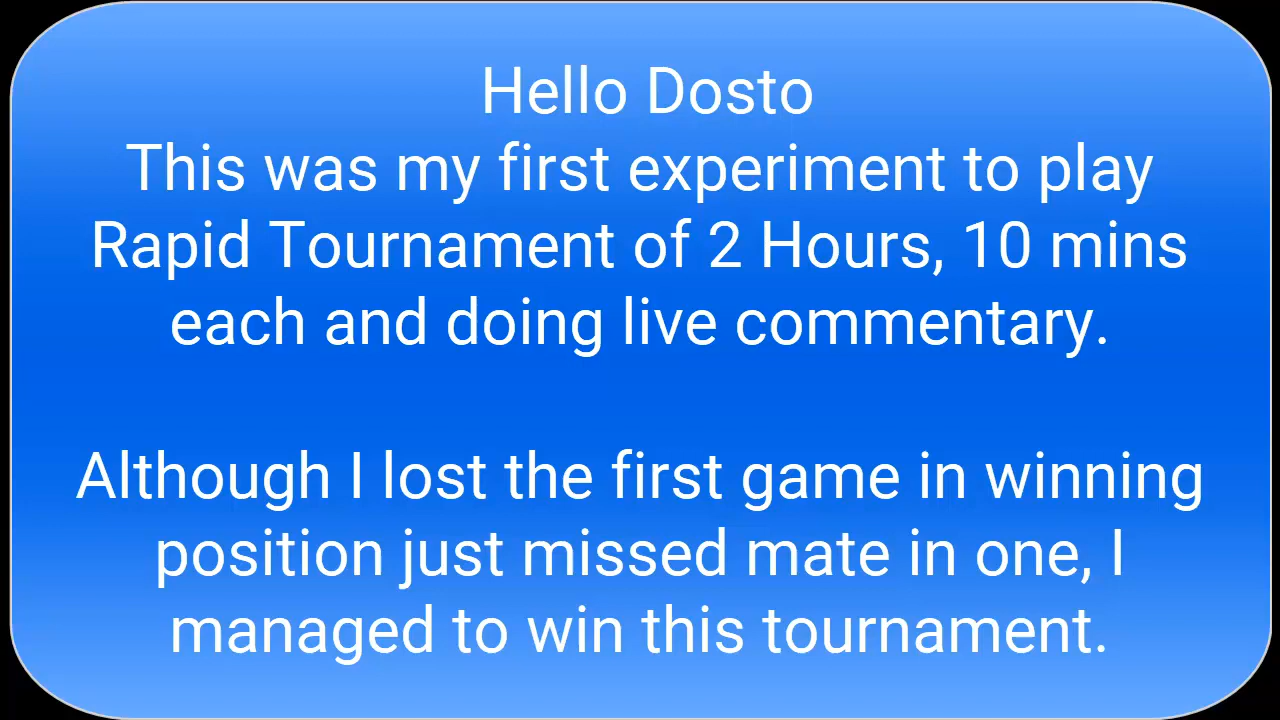 Hello Dosto
This was my first experiment to play
Rapid Tournament of 2 Hours, 10 mins
each and doing live commentary.
Although I lost the first game in winning
position just missed mate in one, I
managed to win this tournament.